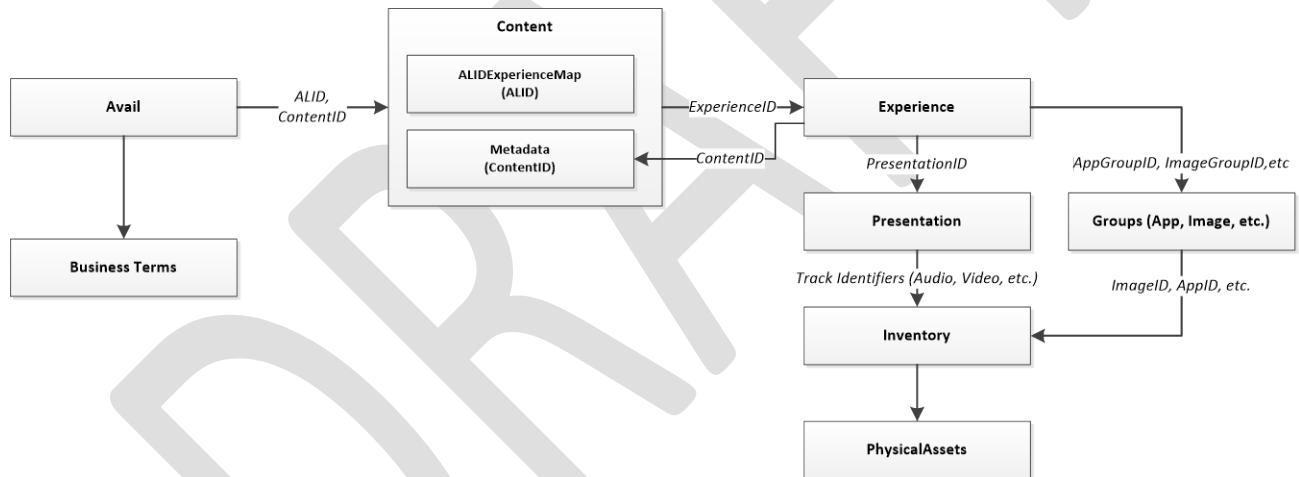 Content
ALIDExperienceMap
(ALID)
Avail
ALID,
ContentID
ExperienceID
Experience
Metadata
(ContentID)
ContentID
PresentationID
AppGroupID, ImageGroupID,etc
Presentation
Groups (App, Image, etc.)
Business Terms
Track Identifiers (Audio, Video, etc.)
ImageID, AppID, etc.
Inventory
PhysicalAssets
DRAFT